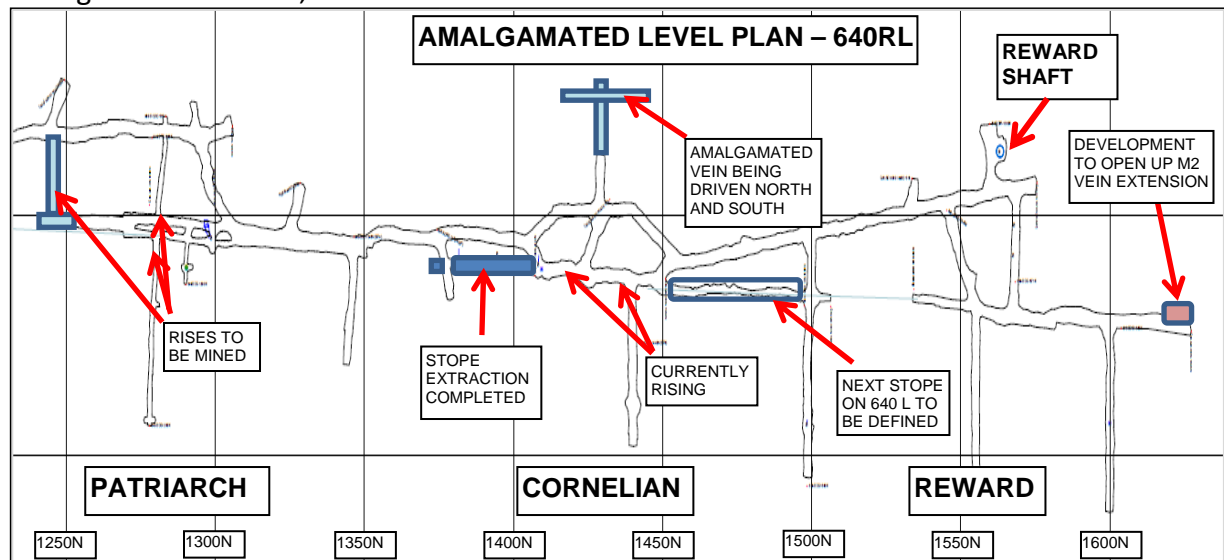 AMALGAMATED LEVEL PLAN – 640RL
REWARD
SHAFT
DEVELOPMENT
TO OPEN UP M2
VEIN EXTENSION
AMALGAMATED
VEIN BEING
DRIVEN NORTH
AND SOUTH
RISES TO
BE MINED
STOPE
EXTRACTION
COMPLETED
CURRENTLY
RISING
NEXT STOPE
ON 640 L TO
BE DEFINED
PATRIARCH
CORNELIAN
REWARD
1250N
1300N
1350N
1400N
1450N
1500N
1550N
1600N